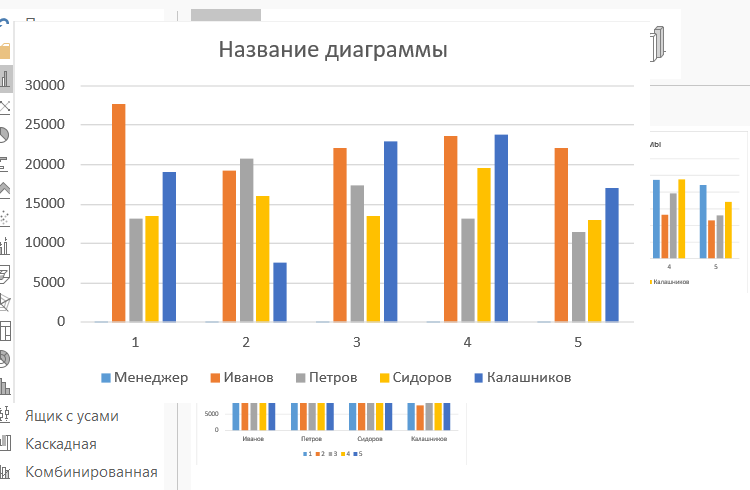 Название диаграммы
30000
25000
20000
15000
10000
5000
0
1 2 3 4 5
Менеджер Иванов Петров Сидоров Калашников
мы
4 5
Калашников
Ящик с усами
Каскадная
Комбинированная
5000
0
Иванов Петров Сидоров Калашников
1 2 3 4 5